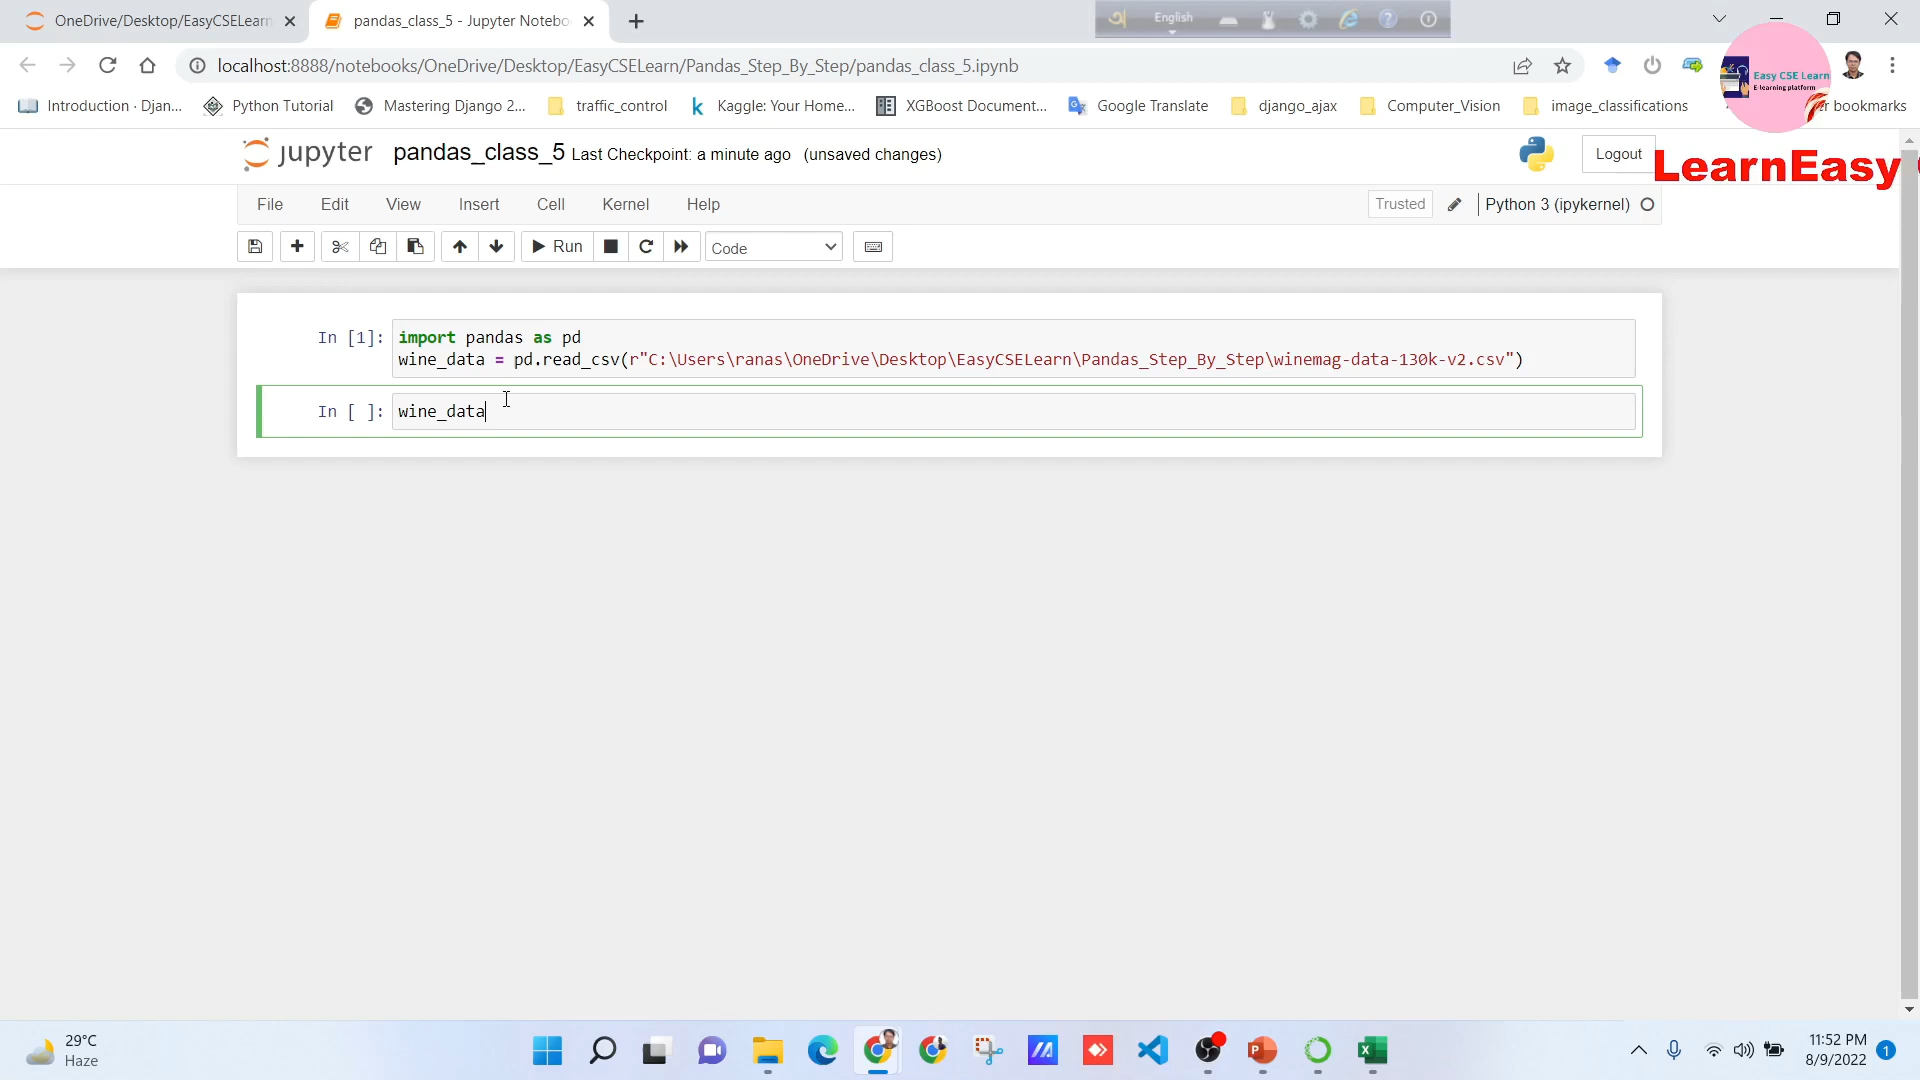 OneDrive/Desktop/EasyCSELearn
pandas_class_5 - Jupyter Notebo
English
localhost:8888/notebooks/OneDrive/Desktop/EasyCSELearn/Pandas_Step_By_Step/pandas_class_5.ipynb
Easy CSE Learn
E-learning platform
Introduction · Djan...
Python Tutorial
Mastering Django 2...
traffic_control
Kaggle: Your Home...
XGBoost Document...
Google Translate
django_ajax
Computer_Vision
image_classifications
r bookmarks
jupyter pandas_class_5 Last Checkpoint: a minute ago (unsaved changes)
Logout
LearnEasy
File Edit View Insert Cell Kernel Help
Trusted
Python 3 (ipykernel)
Run
Code
In [1]: import pandas as pd
wine_data = pd.read_csv(r"C:\Users\ranas\OneDrive\Desktop\EasyCSELearn\Pandas_Step_By_Step\winemag-data-130k-v2.csv")
In [ ]: wine_data
29°C
Haze
11:52 PM
8/9/2022
1